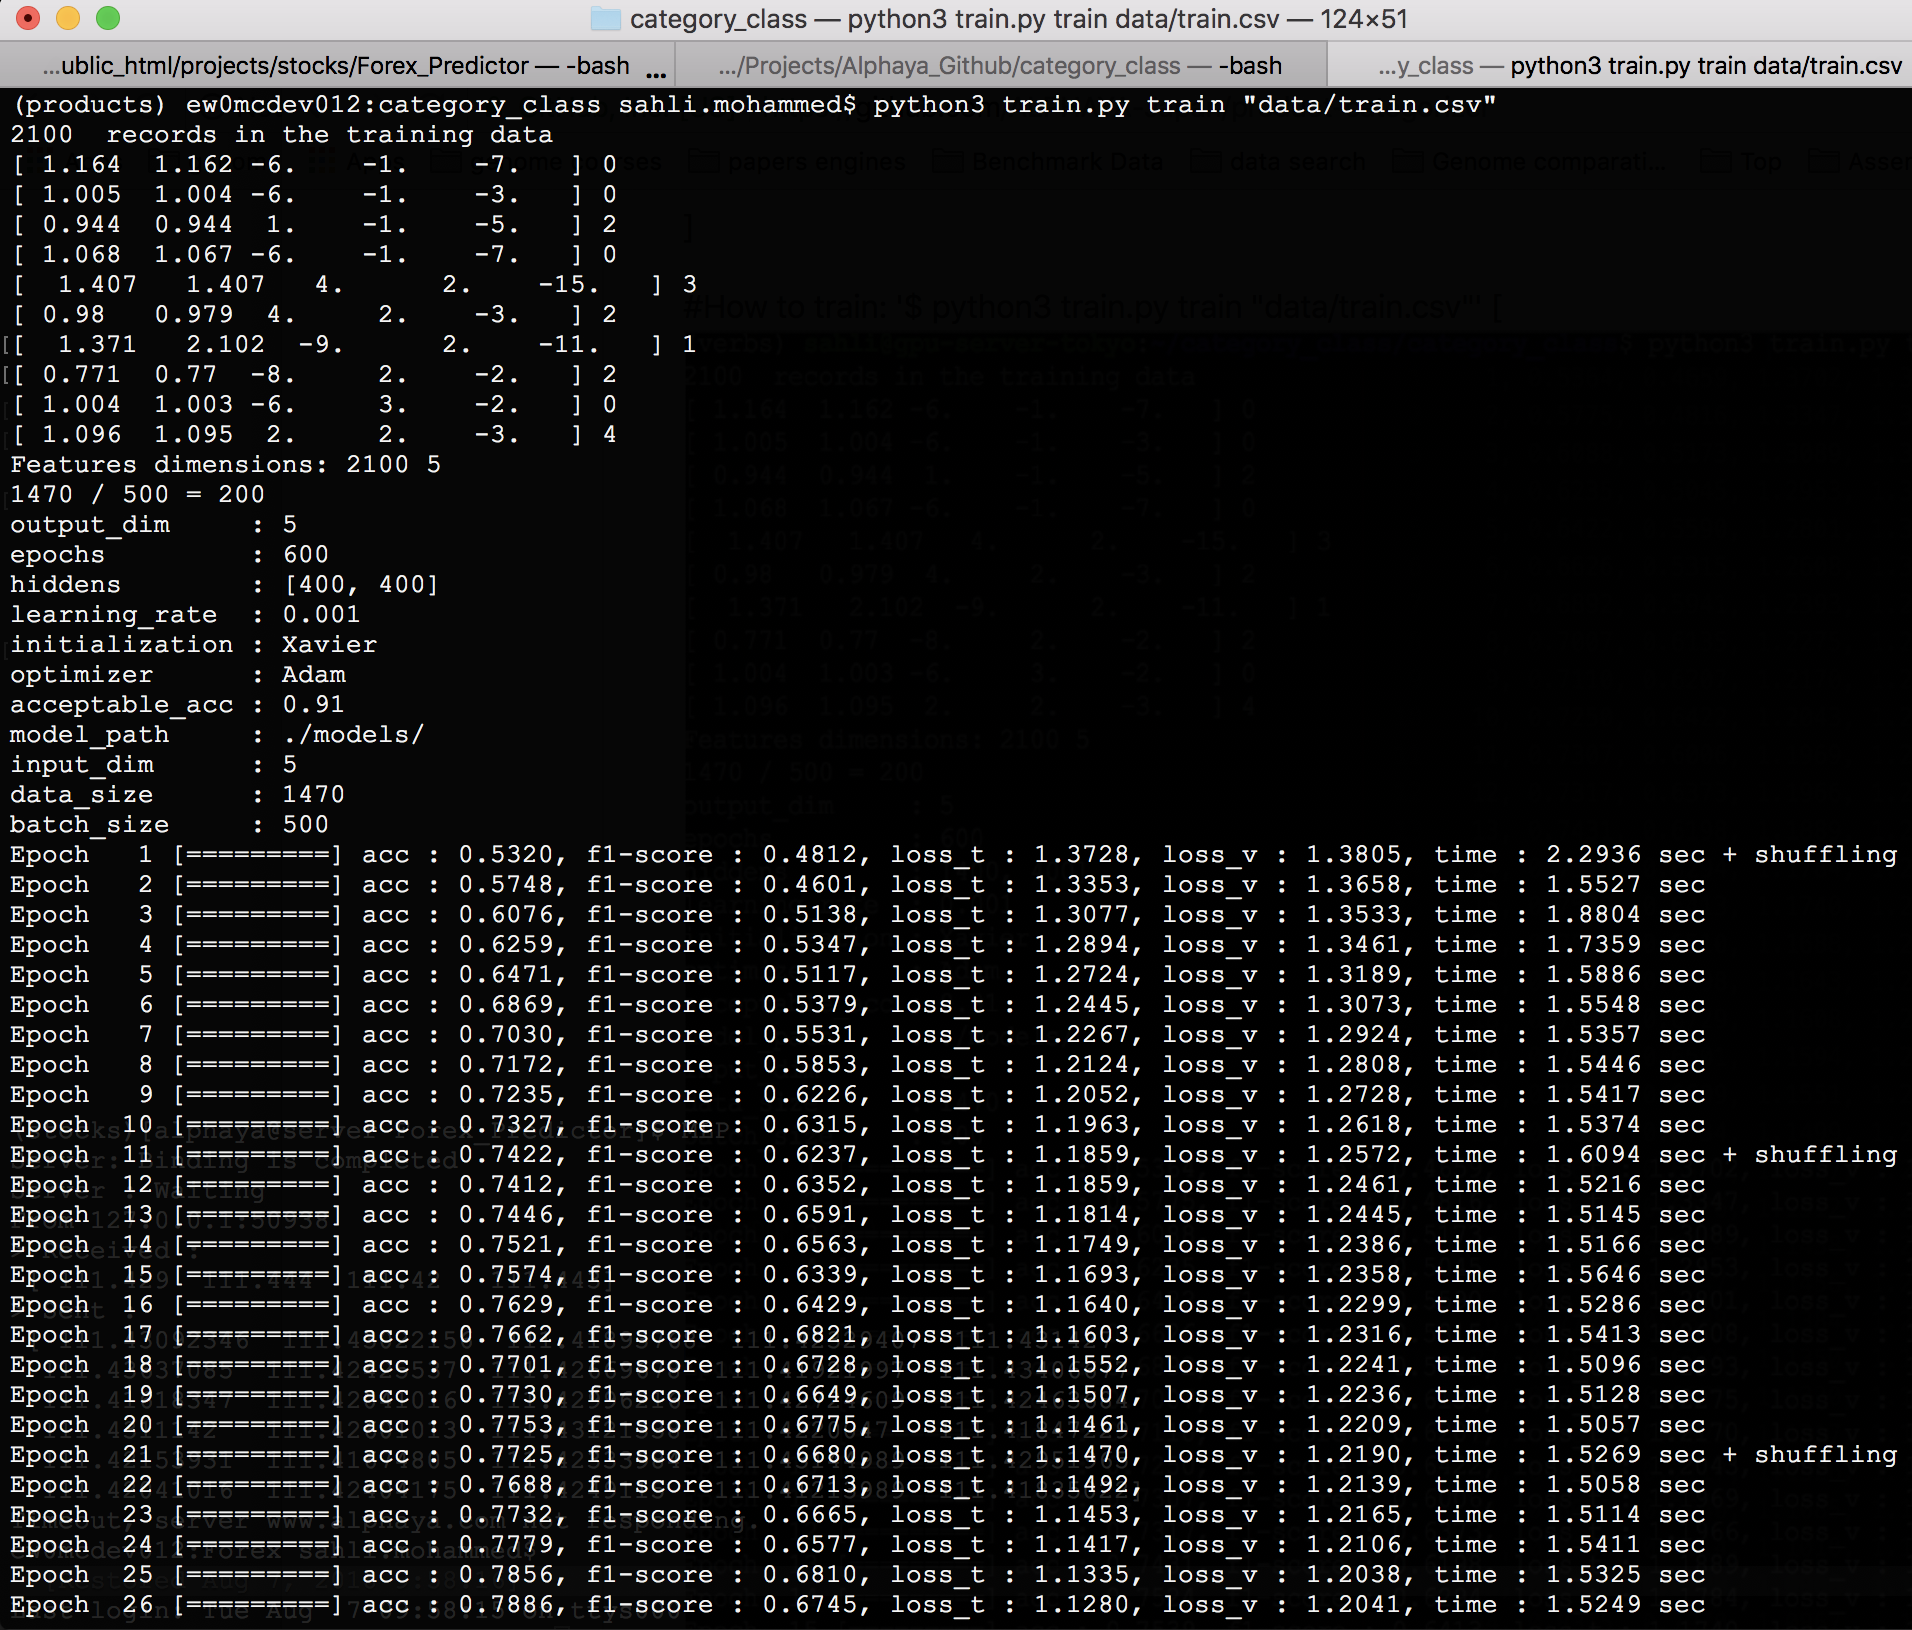 category_class — python3 train.py train data/train.csv — 124×51
...ublic_html/projects/stocks/Forex_Predictor — -bash ... .../Projects/Alphaya_Github/category_class — -bash ...y_class — python3 train.py train data/train.csv
(products) ew0mcdev012:category_class sahli.mohammed$ python3 train.py train "data/train.csv"
2100  records in the training data
[ 1.164  1.162 -6.    -1.    -7.   ] 0
[ 1.005  1.004 -6.    -1.    -3.   ] 0
[ 0.944  0.944  1.    -1.    -5.   ] 2
[ 1.068  1.067 -6.    -1.    -7.   ] 0
[  1.407   1.407   4.      2.    -15.   ] 3
[ 0.98   0.979  4.     2.    -3.   ] 2
[[  1.371   2.102  -9.      2.    -11.   ] 1
[[ 0.771  0.77  -8.     2.    -2.   ] 2
[ 1.004  1.003 -6.     3.    -2.   ] 0
[ 1.096  1.095  2.     2.    -3.   ] 4
Features dimensions: 2100 5
1470 / 500 = 200
output_dim     : 5
epochs         : 600
hiddens        : [400, 400]
learning_rate  : 0.001
initialization : Xavier
optimizer      : Adam
acceptable_acc : 0.91
model_path     : ./models/
input_dim      : 5
data_size      : 1470
batch_size     : 500
Epoch   1 [=========] acc : 0.5320, f1-score : 0.4812, loss_t : 1.3728, loss_v : 1.3805, time : 2.2936 sec + shuffling
Epoch   2 [=========] acc : 0.5748, f1-score : 0.4601, loss_t : 1.3353, loss_v : 1.3658, time : 1.5527 sec
Epoch   3 [=========] acc : 0.6076, f1-score : 0.5138, loss_t : 1.3077, loss_v : 1.3533, time : 1.8804 sec
Epoch   4 [=========] acc : 0.6259, f1-score : 0.5347, loss_t : 1.2894, loss_v : 1.3461, time : 1.7359 sec
Epoch   5 [=========] acc : 0.6471, f1-score : 0.5117, loss_t : 1.2724, loss_v : 1.3189, time : 1.5886 sec
Epoch   6 [=========] acc : 0.6869, f1-score : 0.5379, loss_t : 1.2445, loss_v : 1.3073, time : 1.5548 sec
Epoch   7 [=========] acc : 0.7030, f1-score : 0.5531, loss_t : 1.2267, loss_v : 1.2924, time : 1.5357 sec
Epoch   8 [=========] acc : 0.7172, f1-score : 0.5853, loss_t : 1.2124, loss_v : 1.2808, time : 1.5446 sec
Epoch   9 [=========] acc : 0.7235, f1-score : 0.6226, loss_t : 1.2052, loss_v : 1.2728, time : 1.5417 sec
Epoch  10 [=========] acc : 0.7327, f1-score : 0.6315, loss_t : 1.1963, loss_v : 1.2618, time : 1.5374 sec
Epoch  11 [=========] acc : 0.7422, f1-score : 0.6237, loss_t : 1.1859, loss_v : 1.2572, time : 1.6094 sec + shuffling
Epoch  12 [=========] acc : 0.7412, f1-score : 0.6352, loss_t : 1.1859, loss_v : 1.2461, time : 1.5216 sec
Epoch  13 [=========] acc : 0.7446, f1-score : 0.6591, loss_t : 1.1814, loss_v : 1.2445, time : 1.5145 sec
Epoch  14 [=========] acc : 0.7521, f1-score : 0.6563, loss_t : 1.1749, loss_v : 1.2386, time : 1.5166 sec
Epoch  15 [=========] acc : 0.7574, f1-score : 0.6339, loss_t : 1.1693, loss_v : 1.2358, time : 1.5646 sec
Epoch  16 [=========] acc : 0.7629, f1-score : 0.6429, loss_t : 1.1640, loss_v : 1.2299, time : 1.5286 sec
Epoch  17 [=========] acc : 0.7662, f1-score : 0.6821, loss_t : 1.1603, loss_v : 1.2316, time : 1.5413 sec
Epoch  18 [=========] acc : 0.7701, f1-score : 0.6728, loss_t : 1.1552, loss_v : 1.2241, time : 1.5096 sec
Epoch  19 [=========] acc : 0.7730, f1-score : 0.6649, loss_t : 1.1507, loss_v : 1.2236, time : 1.5128 sec
Epoch  20 [=========] acc : 0.7753, f1-score : 0.6775, loss_t : 1.1461, loss_v : 1.2209, time : 1.5057 sec
Epoch  21 [=========] acc : 0.7725, f1-score : 0.6680, loss_t : 1.1470, loss_v : 1.2190, time : 1.5269 sec + shuffling
Epoch  22 [=========] acc : 0.7688, f1-score : 0.6713, loss_t : 1.1492, loss_v : 1.2139, time : 1.5058 sec
Epoch  23 [=========] acc : 0.7732, f1-score : 0.6665, loss_t : 1.1453, loss_v : 1.2165, time : 1.5114 sec
Epoch  24 [=========] acc : 0.7779, f1-score : 0.6577, loss_t : 1.1417, loss_v : 1.2106, time : 1.5411 sec
Epoch  25 [=========] acc : 0.7856, f1-score : 0.6810, loss_t : 1.1335, loss_v : 1.2038, time : 1.5325 sec
Epoch  26 [=========] acc : 0.7886, f1-score : 0.6745, loss_t : 1.1280, loss_v : 1.2041, time : 1.5249 sec